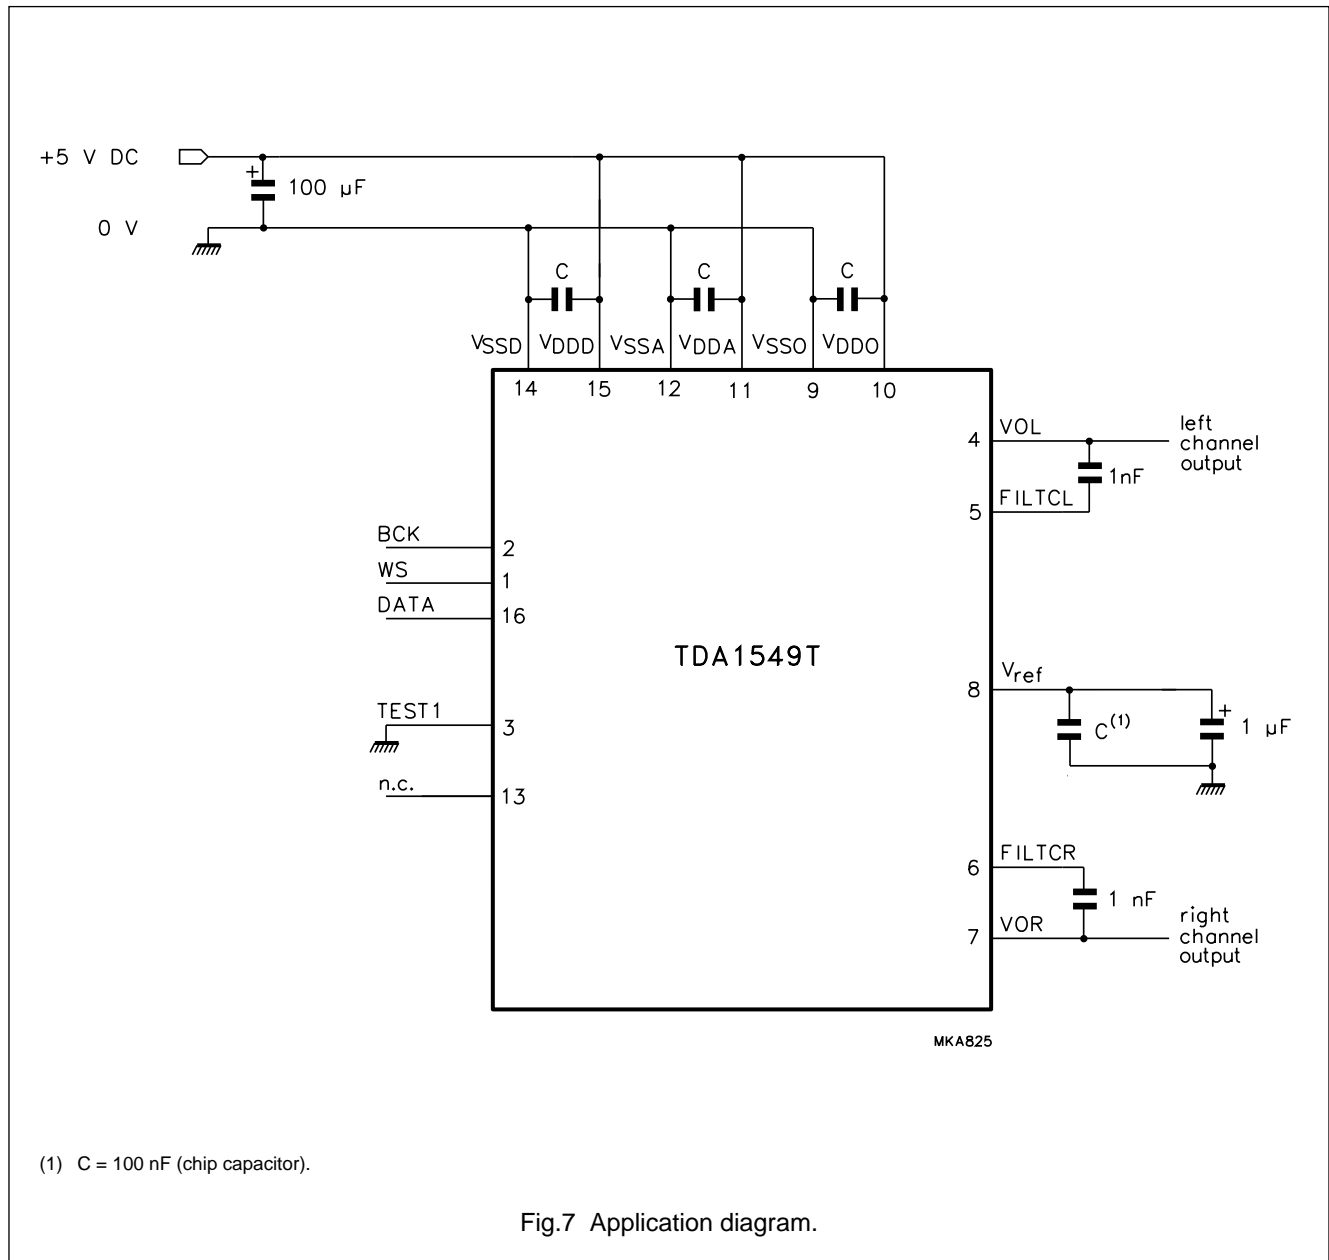 +5 V DC
+
100 µF
0 V
C
C
C
VSSD
VDDD
VSSA
VDDA
VSSO
VDDO
14
15
12
11
9
10
4
VOL
left
channel
output
1nF
5
FILTCL
BCK
2
WS
1
DATA
16
TDA1549T
8
Vref
C(1)
+
1 µF
TEST1
3
n.c.
13
6
FILTCR
1 nF
7
VOR
right
channel
output
MKA825
(1) C = 100 nF (chip capacitor).
Fig.7 Application diagram.